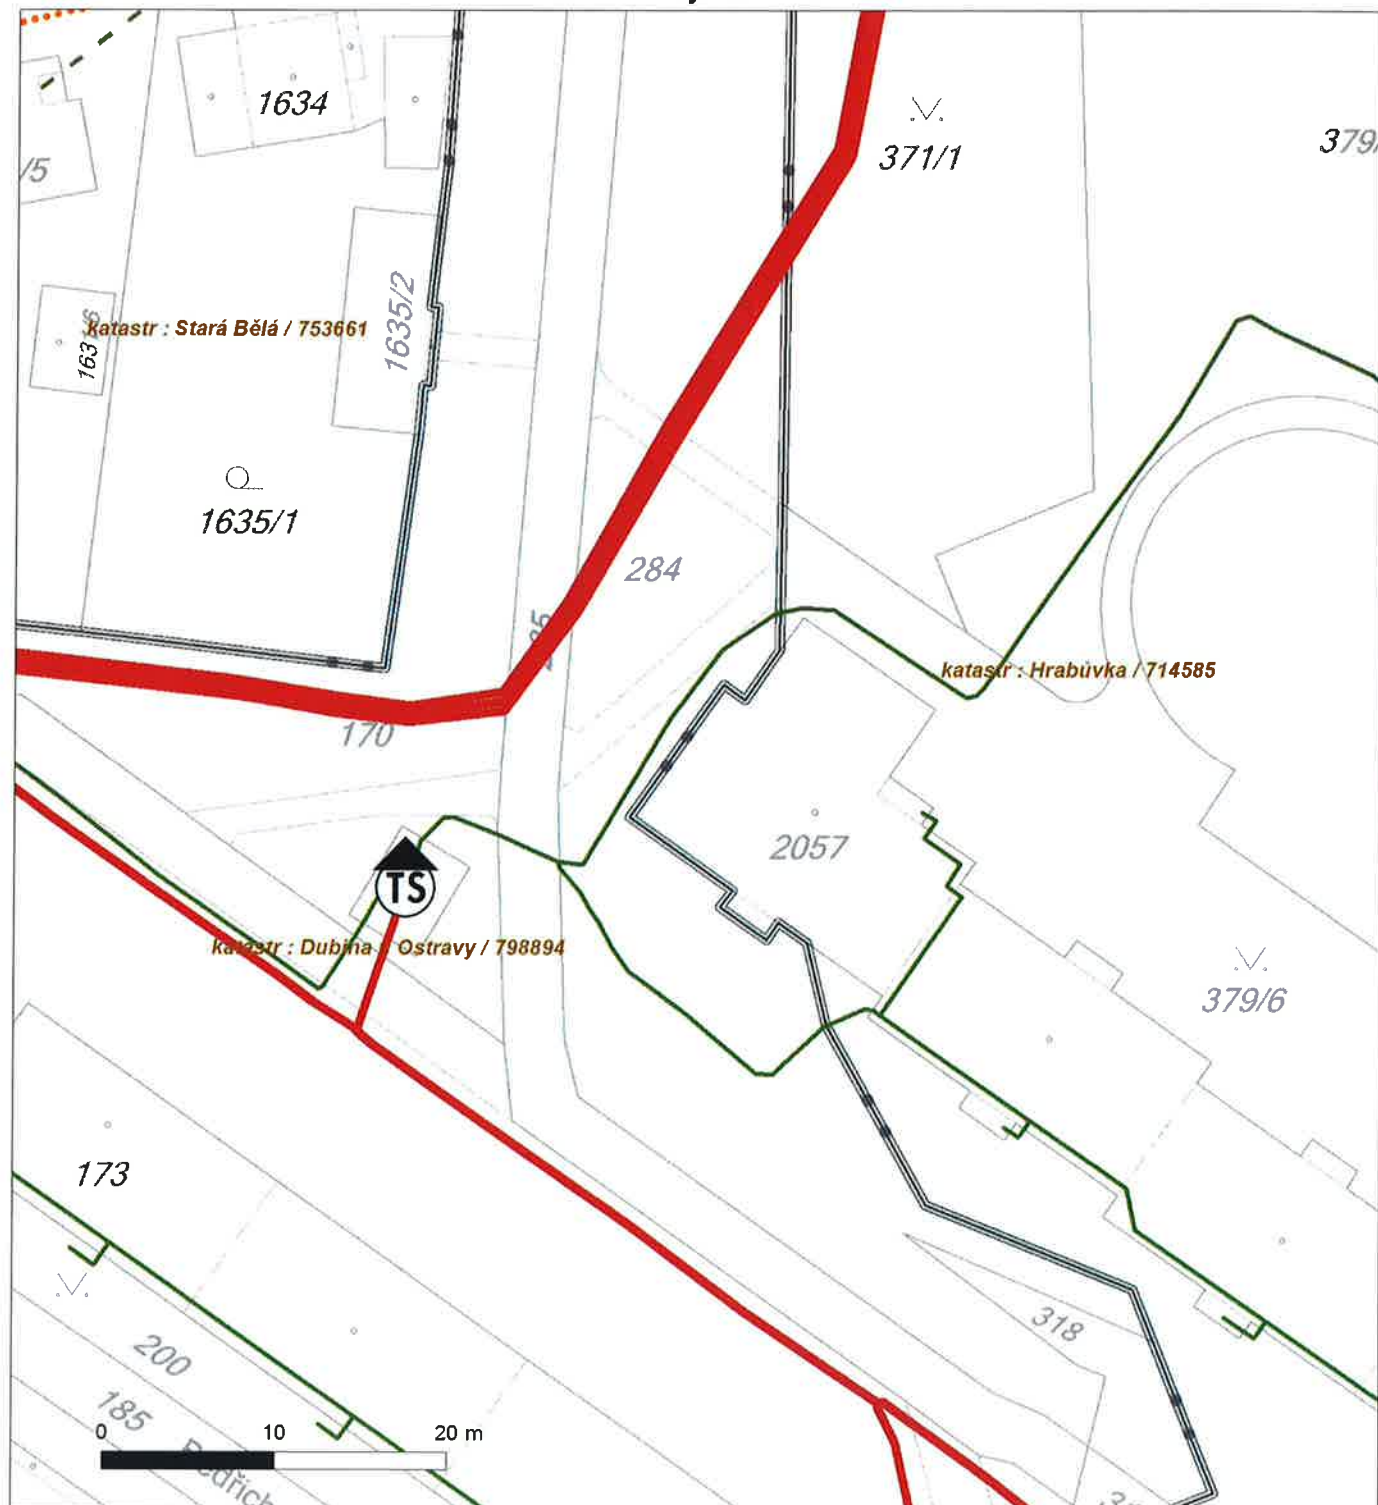 1634
371/1
379/
/5
1635/2
katastr : Stará Bělá / 753661
1635/1
284
katastr : Hrabůvka / 714585
170
2057
TS
katastr : Dubina Ostravy / 798894
379/6
173
318
200
185
0 10 20 m